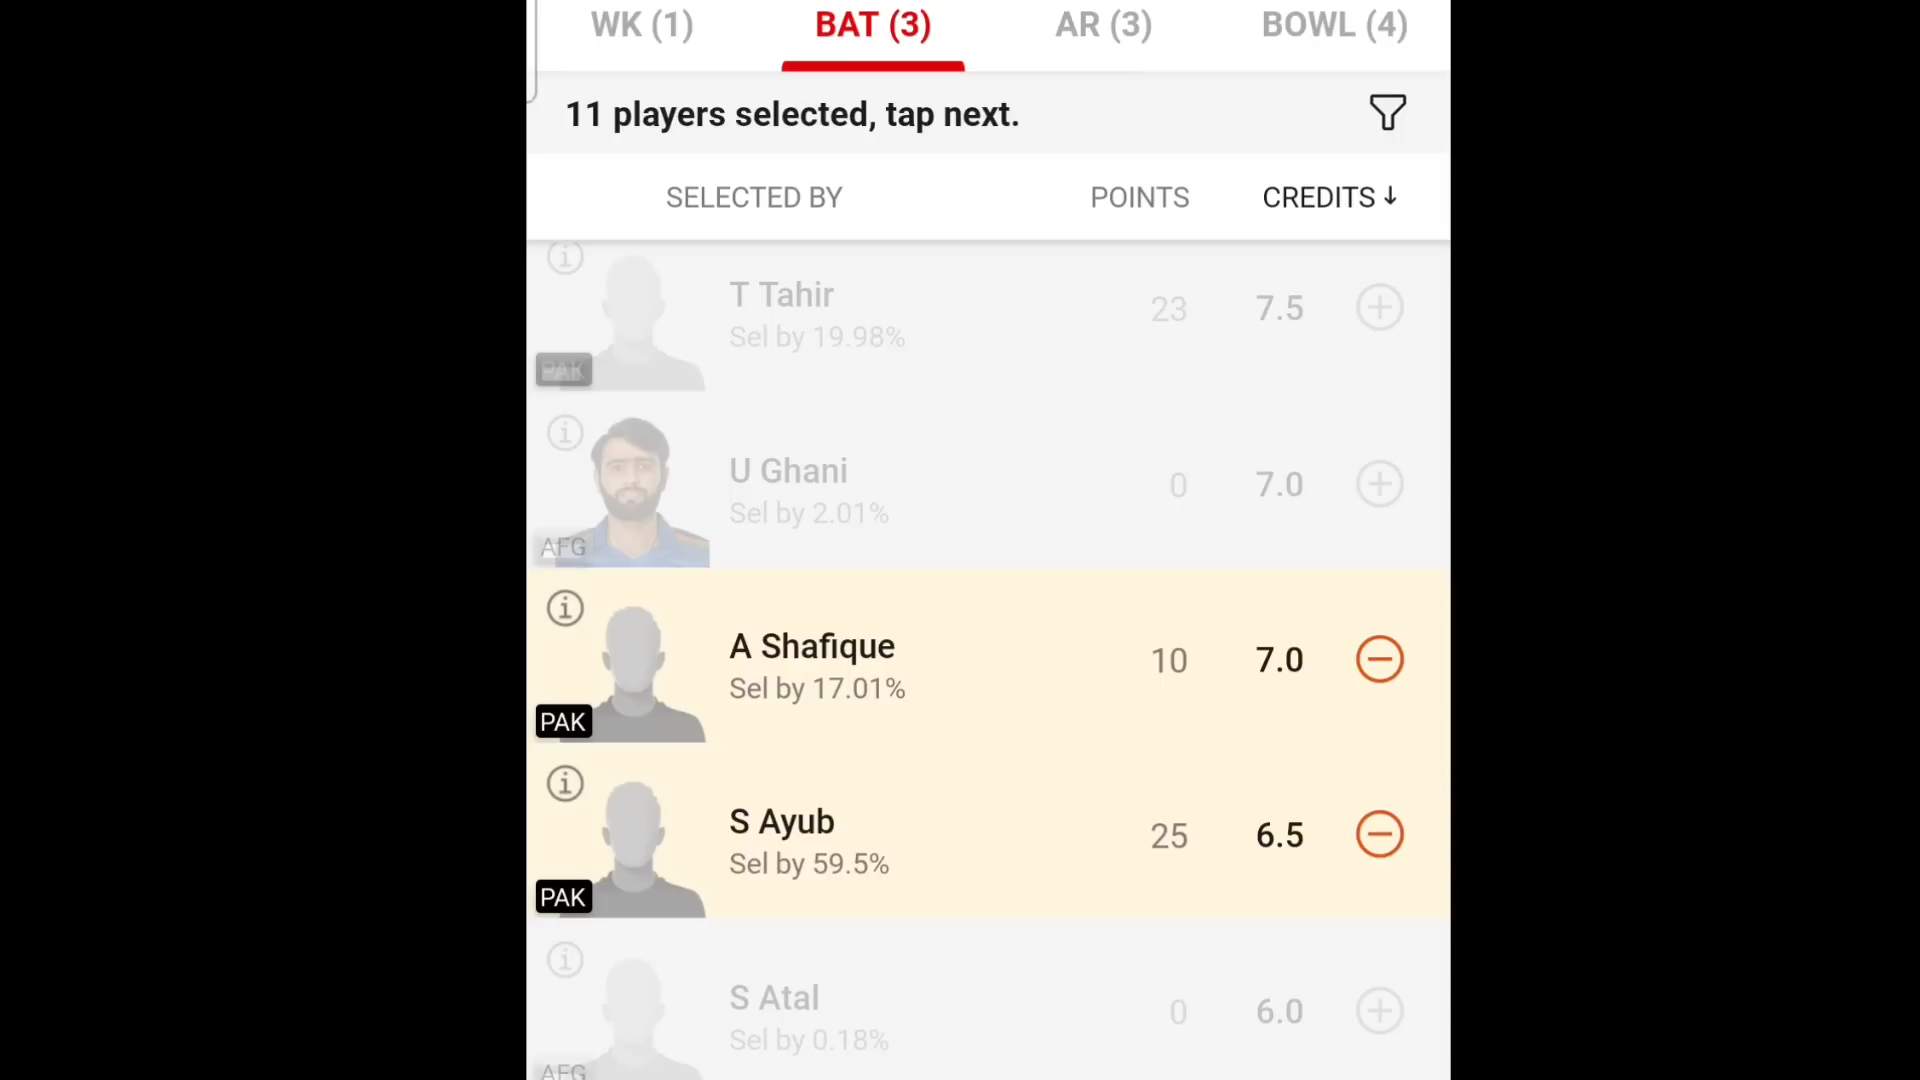 WK (1) BAT (3) AR (3) BOWL (4)
11 players selected, tap next.
SELECTED BY POINTS CREDITS ↓
T Tahir 23 7.5
Sel by 19.98%
PAK
U Ghani 0 7.0
Sel by 2.01%
AFG
A Shafique 10 7.0
Sel by 17.01%
PAK
S Ayub 25 6.5
Sel by 59.5%
PAK
S Atal 0 6.0
Sel by 0.18%
AFG